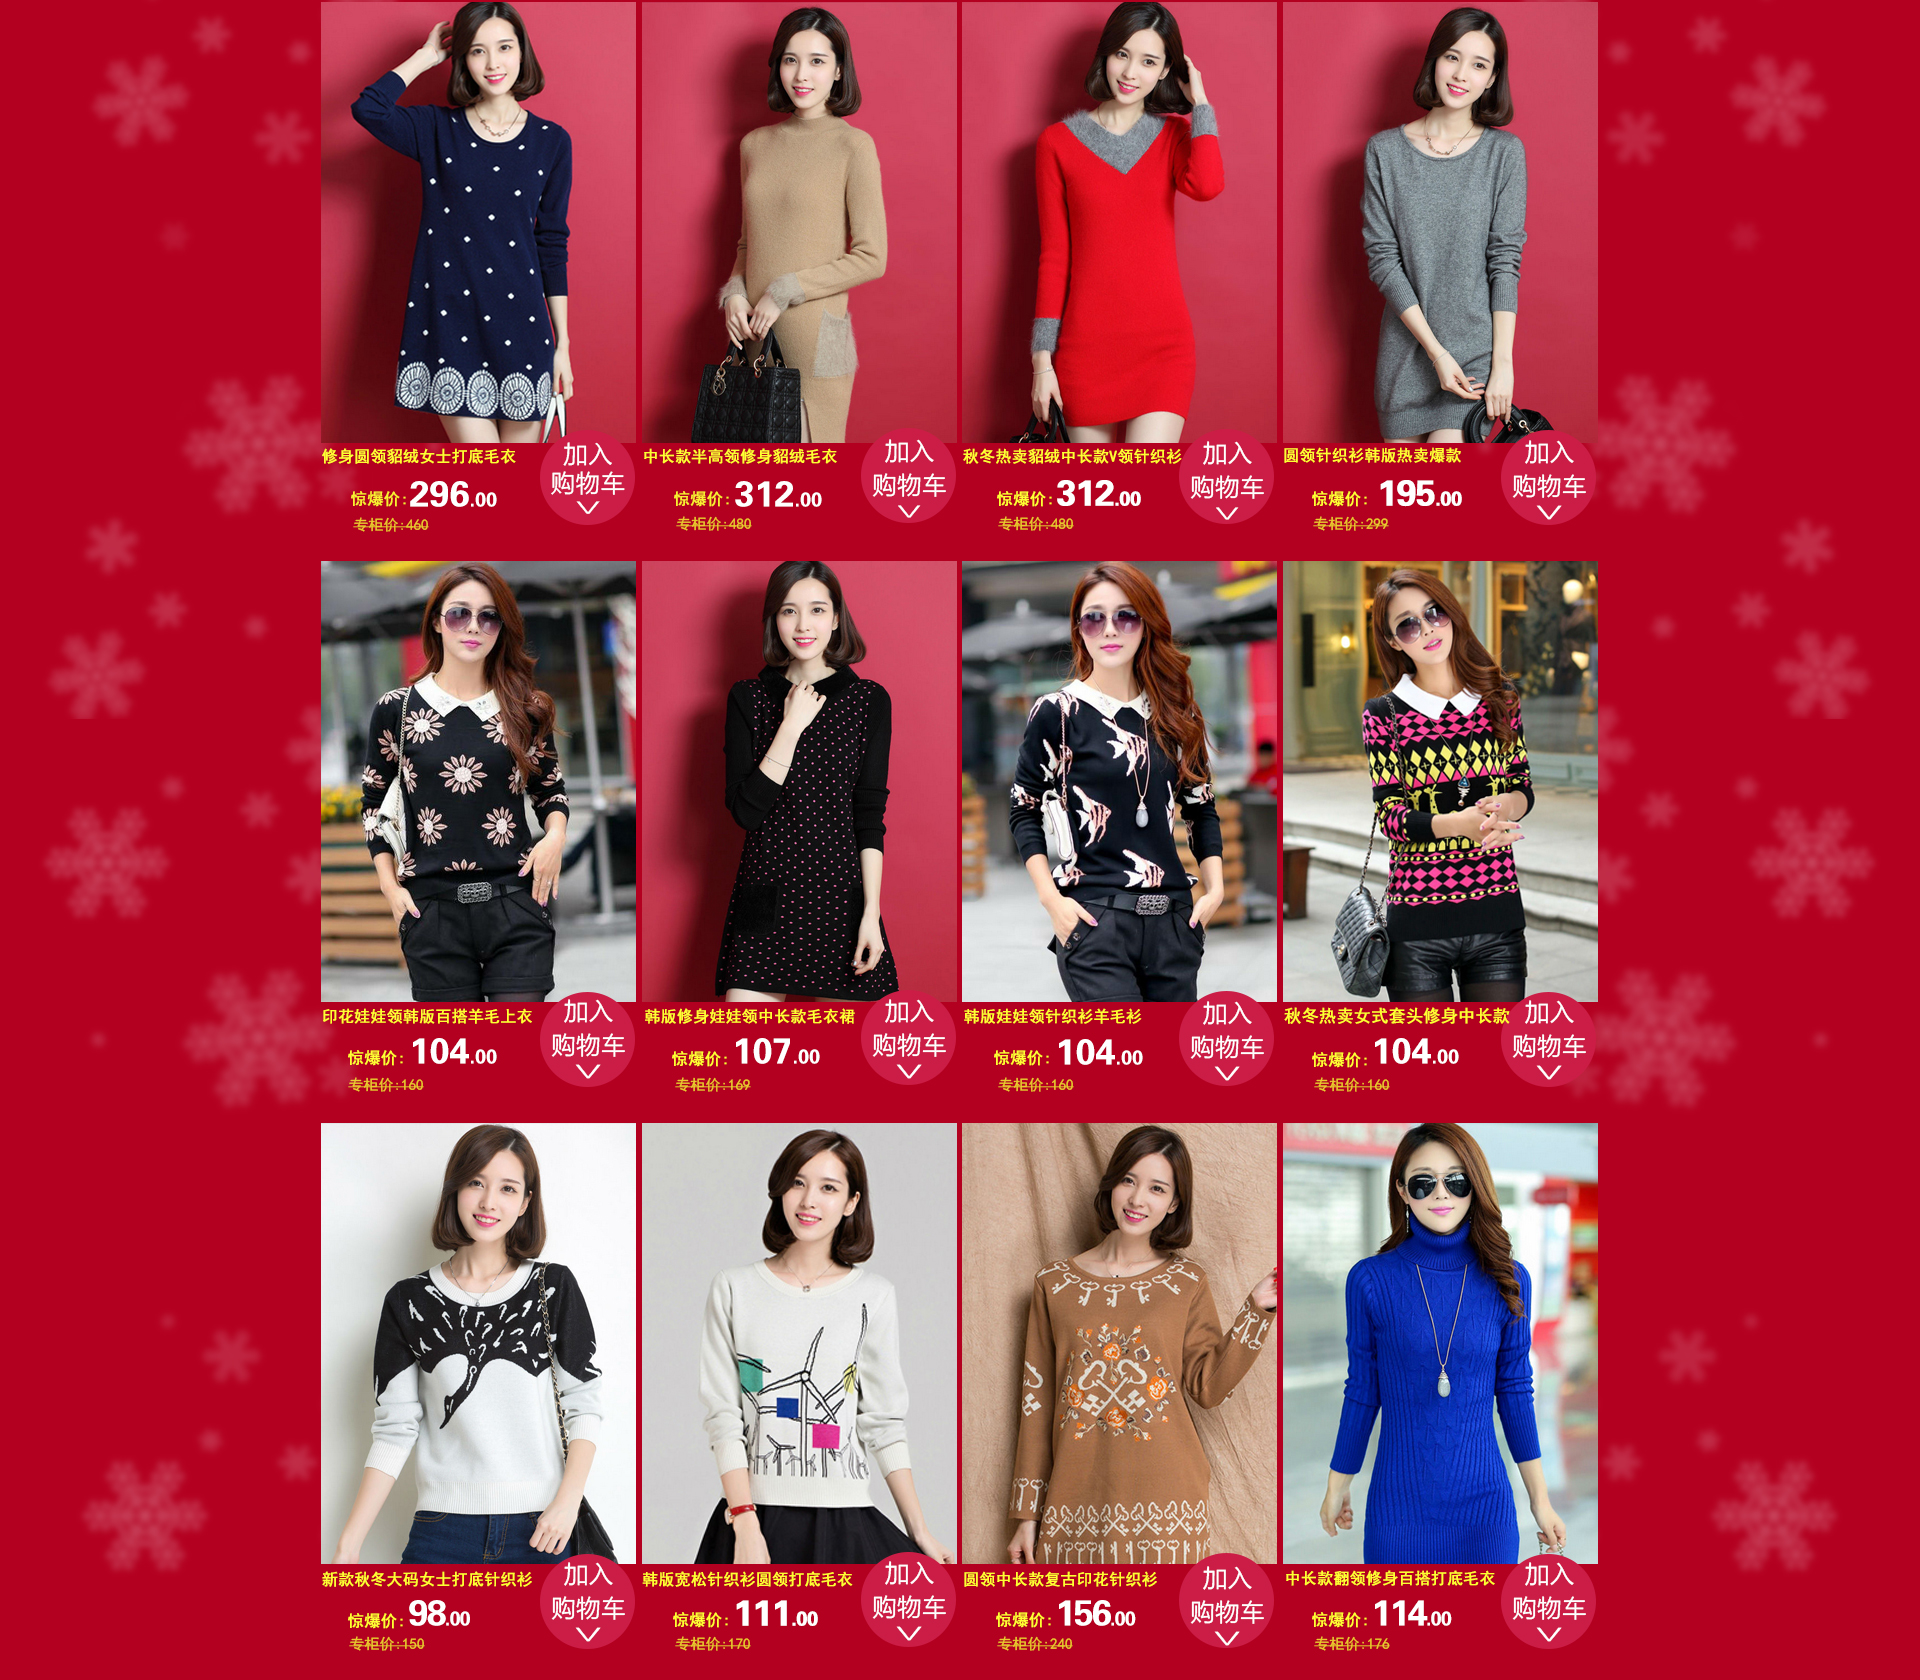 修身圆领貂绒女士打底毛衣
惊爆价:296.00
专柜价:460
加入
购物车
中长款半高领修身貂绒毛衣
惊爆价:312.00
专柜价:480
加入
购物车
秋冬热卖貂绒中长款V领针织衫
惊爆价:312.00
专柜价:480
加入
购物车
圆领针织衫韩版热卖爆款
惊爆价: 195.00
专柜价:299
加入
购物车
印花娃娃领韩版百搭羊毛上衣
惊爆价: 104.00
专柜价:160
加入
购物车
韩版修身娃娃领中长款毛衣裙
惊爆价: 107.00
专柜价:169
加入
购物车
韩版娃娃领针织衫羊毛衫
惊爆价: 104.00
专柜价:160
加入
购物车
秋冬热卖女式套头修身中长款
惊爆价: 104.00
专柜价:160
加入
购物车
新款秋冬大码女士打底针织衫
惊爆价: 98.00
专柜价:150
加入
购物车
韩版宽松针织衫圆领打底毛衣
惊爆价: 111.00
专柜价:170
加入
购物车
圆领中长款复古印花针织衫
惊爆价: 156.00
专柜价:240
加入
购物车
中长款翻领修身百搭打底毛衣
惊爆价: 114.00
专柜价:176
加入
购物车